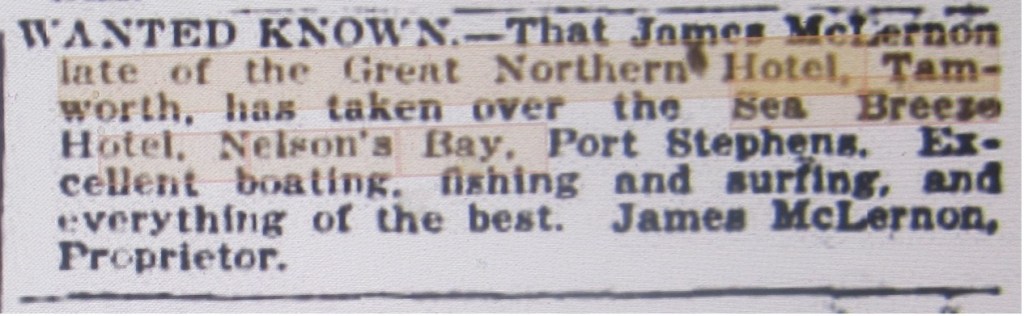 WANTED KNOWN.—That James McLernon
late of the Great Northern Hotel, Tam-
worth, has taken over the Sea Breeze
Hotel, Nelson's Bay, Port Stephens. Ex-
cellent boating, fishing and surfing, and
everything of the best. James McLernon,
Proprietor.